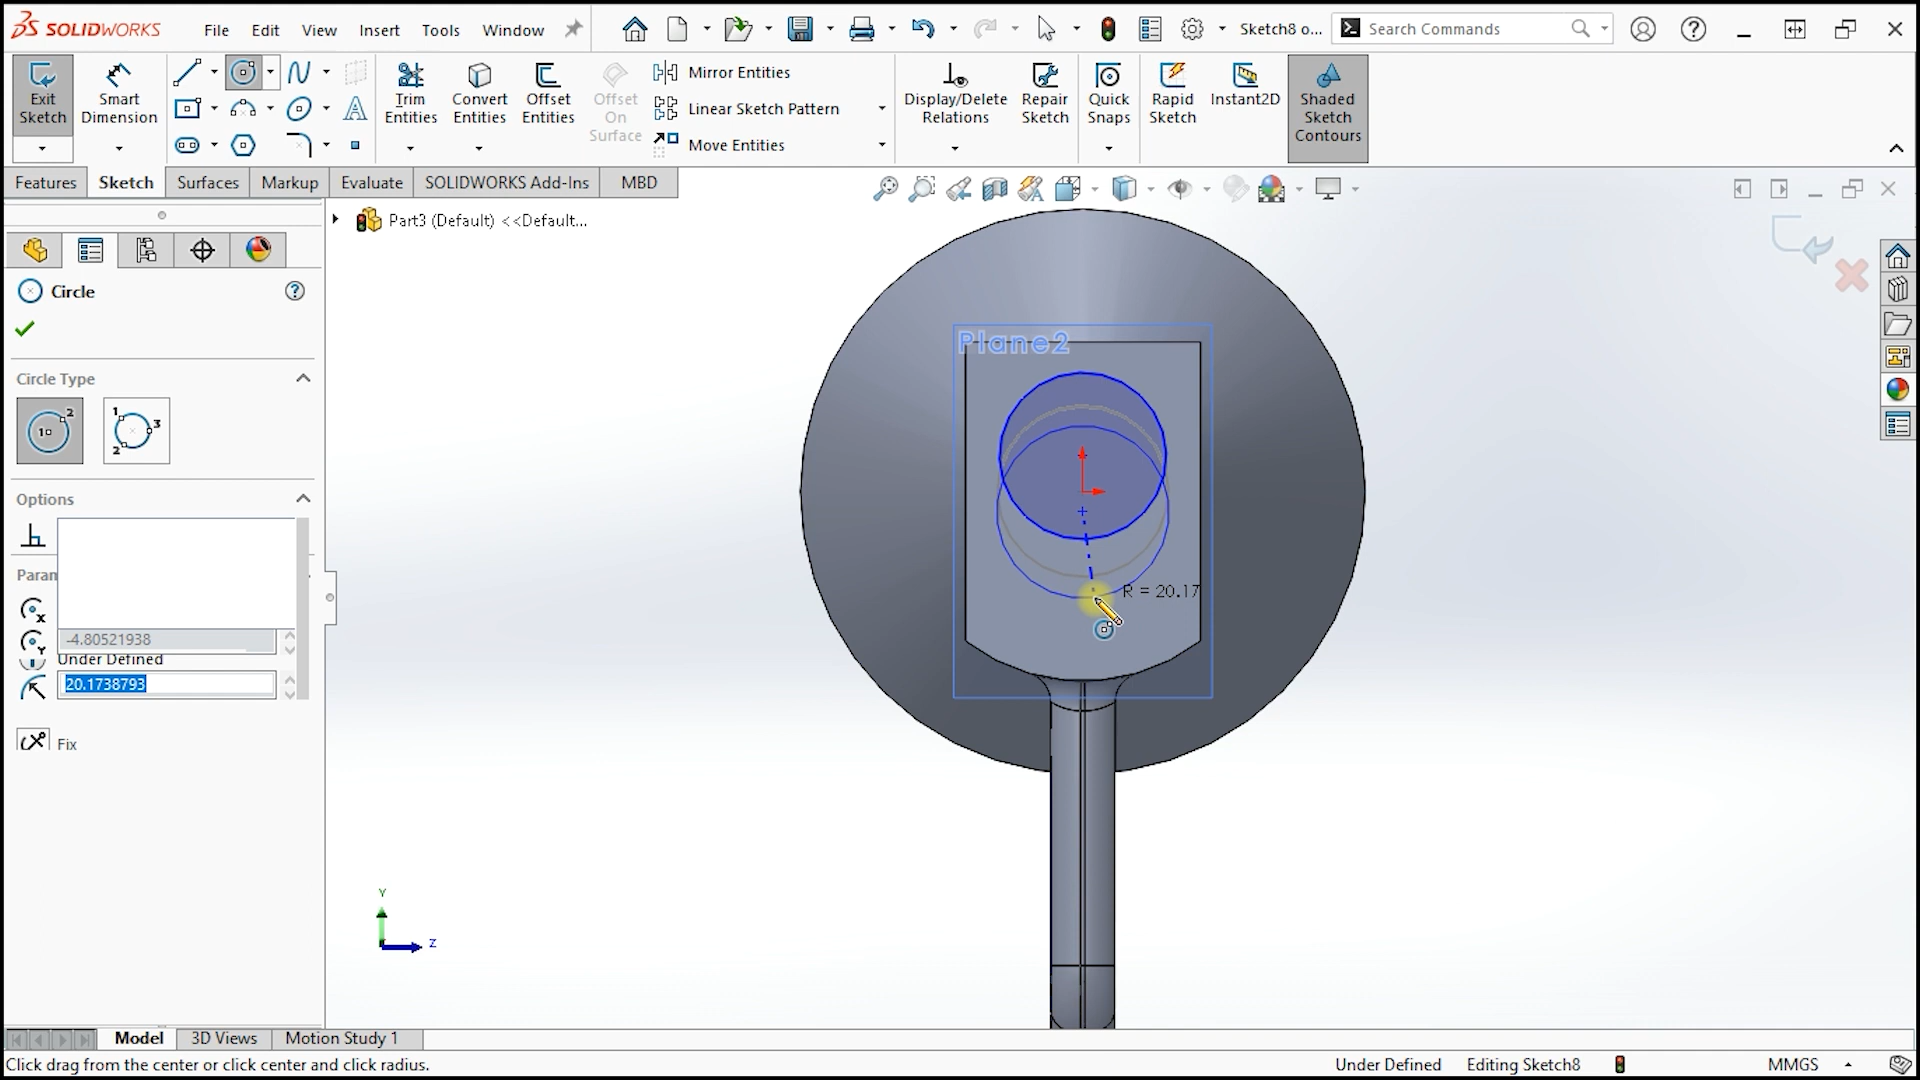 SOLIDWORKS File Edit View Insert Tools Window Sketch8 o... Search Commands
Exit Sketch
Smart Dimension
Trim Entities
Convert Entities
Offset Entities
Offset On Surface
Mirror Entities
Linear Sketch Pattern
Move Entities
Display/Delete Relations
Repair Sketch
Quick Snaps
Rapid Sketch
Instant2D
Shaded Sketch Contours
Features Sketch Surfaces Markup Evaluate SOLIDWORKS Add-Ins MBD
Part3 (Default) <<Default...
Circle
Circle Type
Options
Param
-4.80521938
Under Defined
20.1738793
Fix
Plane2
R = 20.17
Y
Z
Model 3D Views Motion Study 1
Click drag from the center or click center and click radius.
Under Defined Editing Sketch8 MMGS